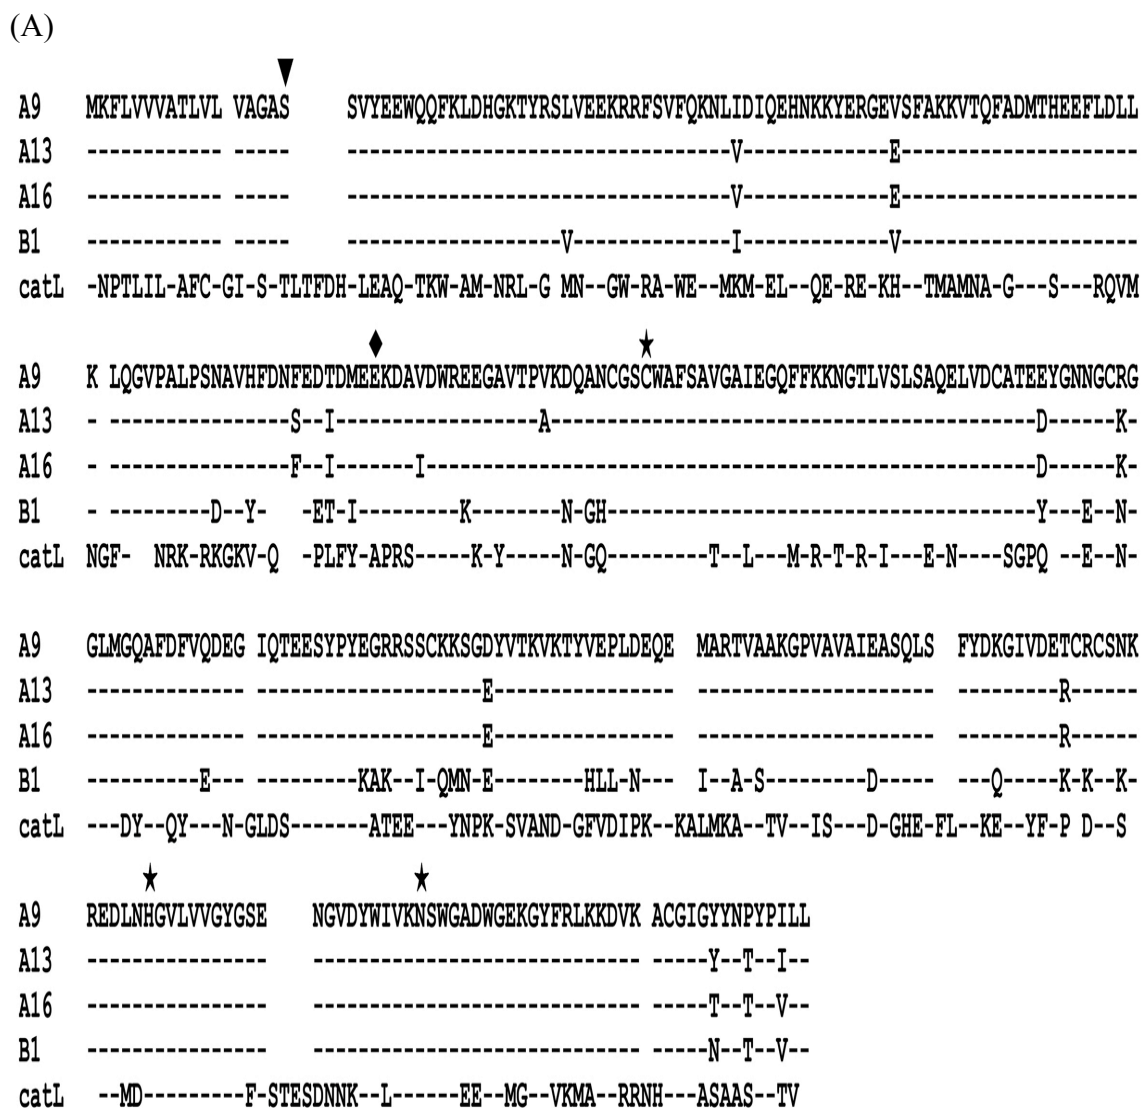 (A)
A9 MKFLVVVATLVL VAGAS SVYEEWQQFKLDHGKTYRSLVEEKRRFSVFQKNLIDIQEHNKKYERGEVSFAKKVTQFADMTHEEFLDLL
A13 ------------ ----- ----------------------------------V-------------E---------------------
A16 ------------ ----- ----------------------------------V-------------E---------------------
B1 ------------ ----- -------------------V--------------I-------------V---------------------
catL -NPTLIL-AFC-GI-S-TLTFDH-LEAQ-TKW-AM-NRL-G MN--GW-RA-WE--MKM-EL--QE-RE-KH--TMAMNA-G---S---RQVM
A9 K LQGVPALPSNAVHFDNFEDTDMEEKDAVDWREEGAVTPVKDQANCGSCWAFSAVGAIEGQFFKKNGTLVSLSAQELVDCATEEYGNNGCRG
A13 - ----------------S--I------------------A-------------------------------------------D------K-
A16 - ----------------F--I-------I------------------------------------------------------D------K-
B1 - ---------D--Y- -ET-I---------K--------N-GH--------------------------------------Y---E--N-
catL NGF- NRK-RKGKV-Q -PLFY-APRS-----K-Y-----N-GQ---------T--L---M-R-T-R-I---E-N----SGPQ --E--N-
A9 GLMGQAFDFVQDEG IQTEESYPYEGRRSSCKKSGDYVTKVKTYVEPLDEQE MARTVAAKGPVAVAIEASQLS FYDKGIVDETCRCSNK
A13 -------------- --------------------E---------------- --------------------- ---------R------
A16 -------------- --------------------E---------------- --------------------- ---------R------
B1 ----------E--- ---------KAK--I-QMN-E--------HLL-N--- I--A-S---------D----- ---Q-----K-K--K-
catL ---DY--QY---N-GLDS-------ATEE---YNPK-SVAND-GFVDIPK--KALMKA--TV--IS---D-GHE-FL--KE--YF-P D--S
A9 REDLNHGVLVVGYGSE NGVDYWIVKNSWGADWGEKGYFRLKKDVK ACGIGYYNPYPILL
A13 ---------------- ----------------------------- -----Y--T--I--
A16 ---------------- ----------------------------- -----T--T--V--
B1 ---------------- ----------------------------- -----N--T--V--
catL --MD---------F-STESDNNK--L------EE--MG--VKMA--RRNH---ASAAS--TV